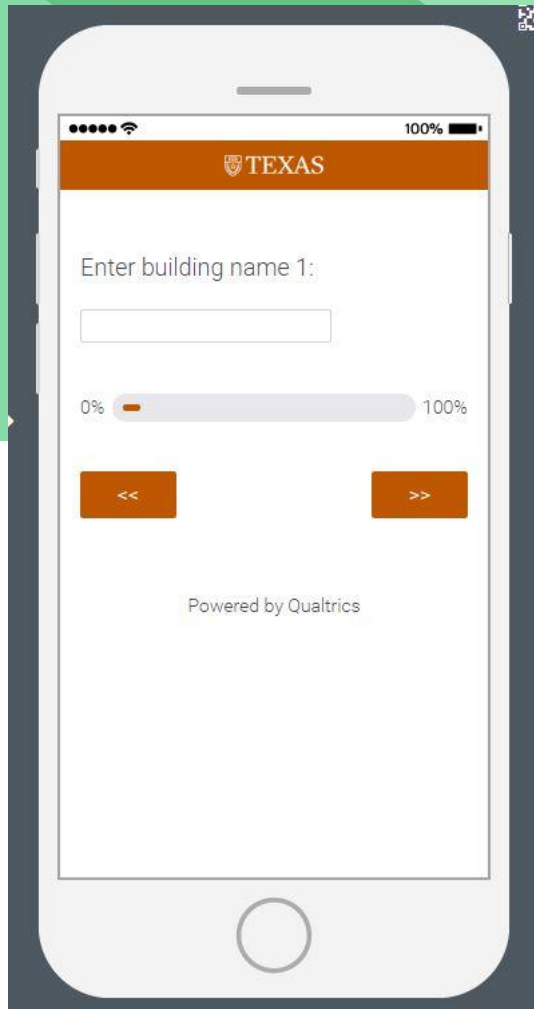 100%
TEXAS
Enter building name 1:
0% 100%
<< >>
Powered by Qualtrics